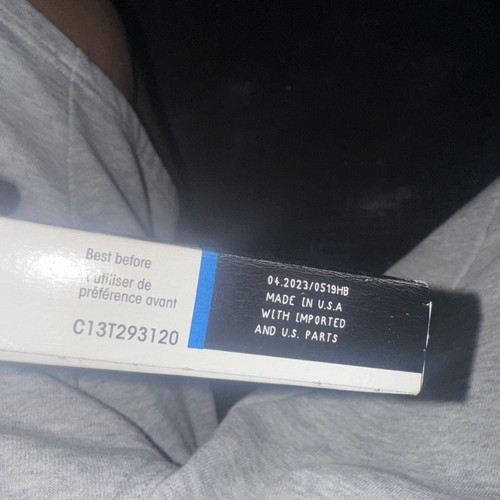 Best before
utiliser de
préférence avant
C13T293120
04.2023/0519HB
MADE IN U.S.A
WITH IMPORTED
AND U.S. PARTS